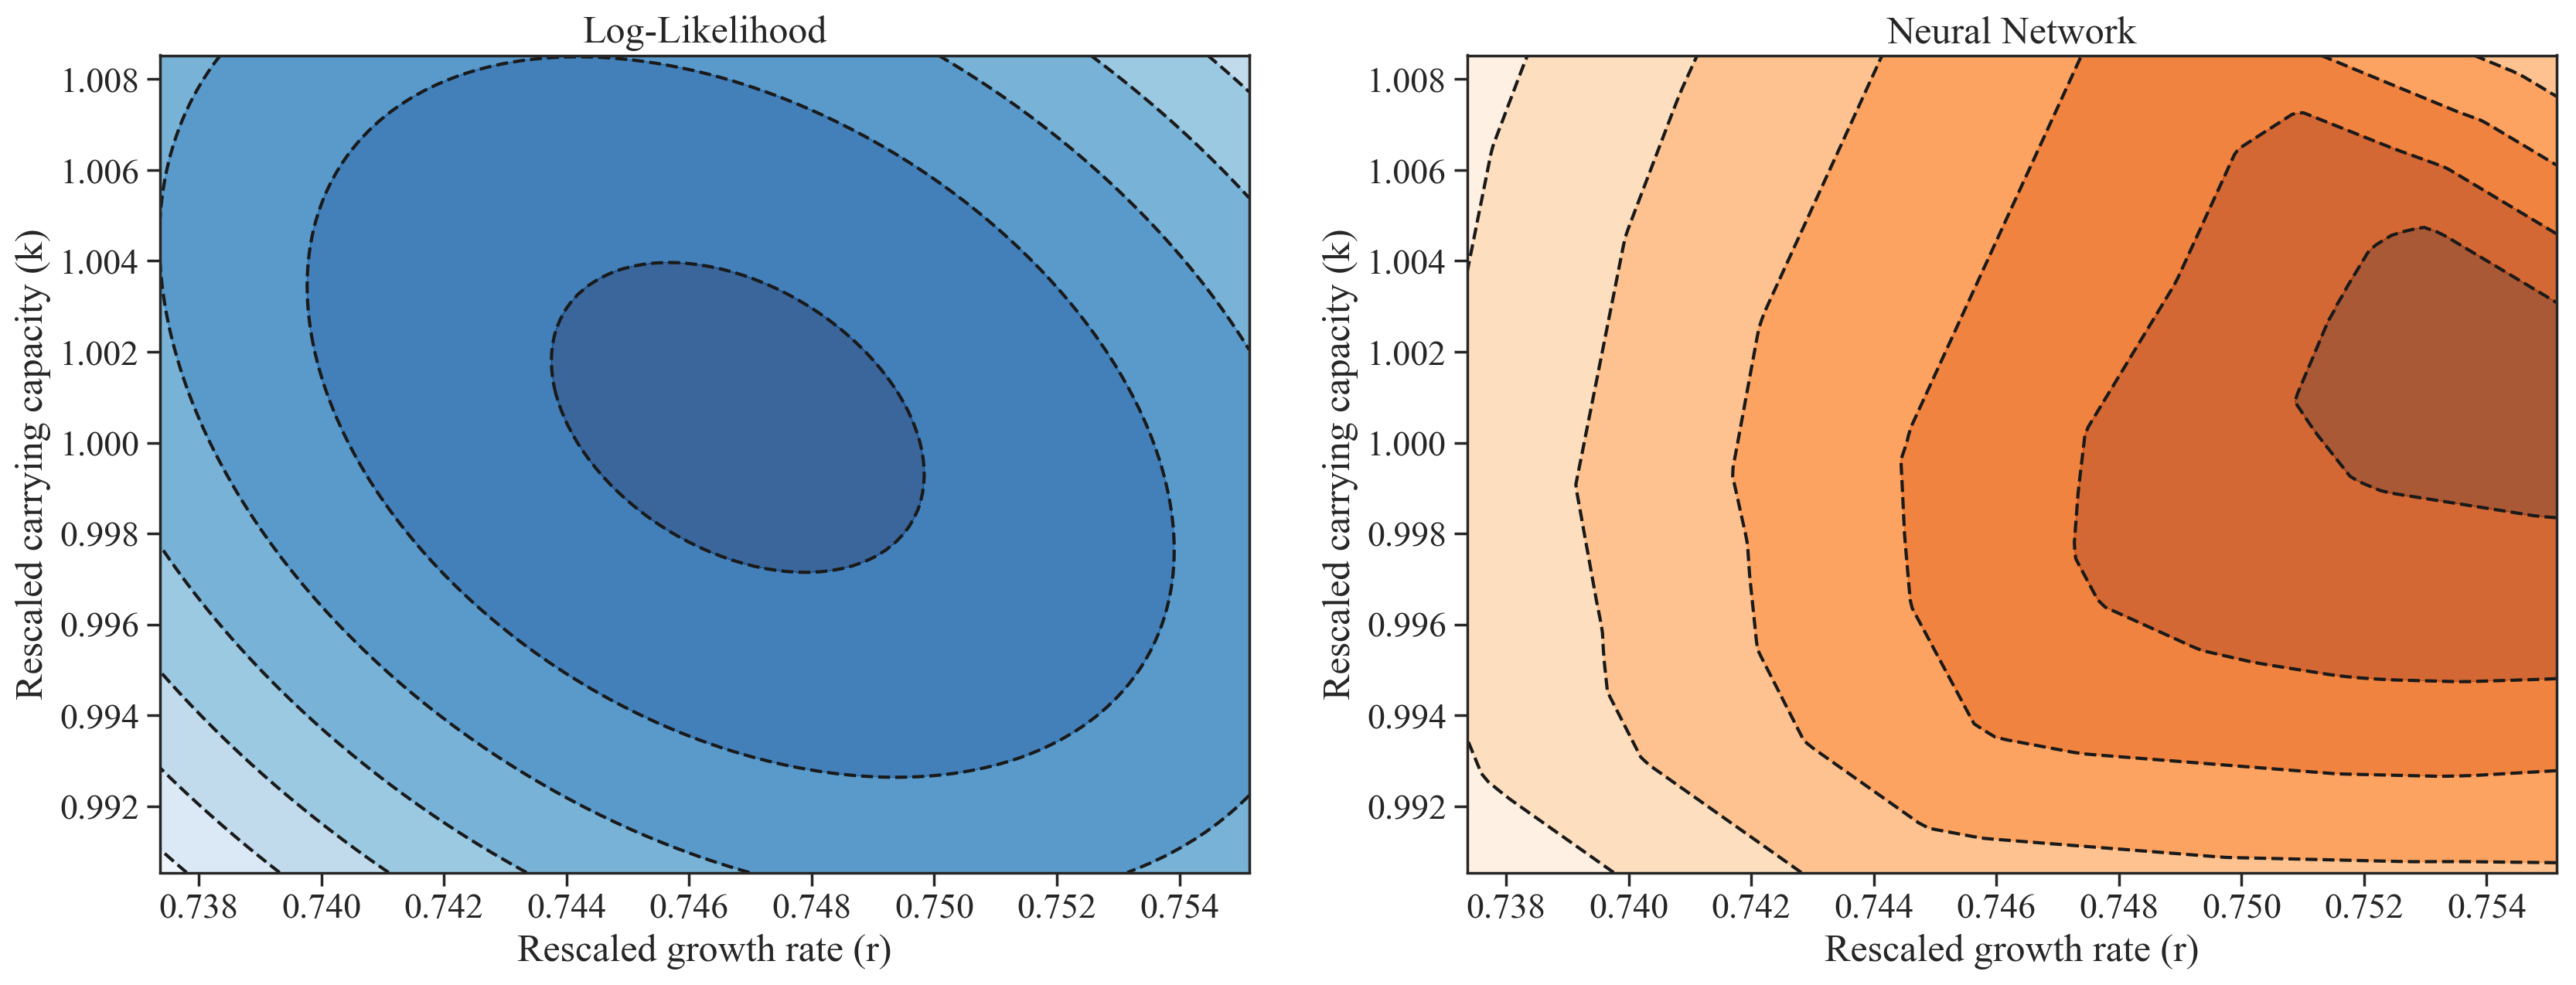 Log-Likelihood
Rescaled carrying capacity (k)
1.008
1.006
1.004
1.002
1.000
0.998
0.996
0.994
0.992
0.738 0.740 0.742 0.744 0.746 0.748 0.750 0.752 0.754
Rescaled growth rate (r)
Neural Network
Rescaled carrying capacity (k)
1.008
1.006
1.004
1.002
1.000
0.998
0.996
0.994
0.992
0.738 0.740 0.742 0.744 0.746 0.748 0.750 0.752 0.754
Rescaled growth rate (r)